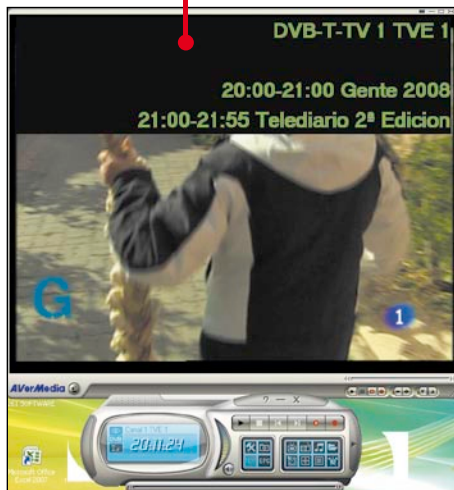 DVB-T-TV 1 TVE 1
20:00-21:00 Gente 2008
21:00-21:55 Telediario 2ª Edicion
G
1
AVerMedia
Canal 1 TVE 1
20:11:24
Microsoft Office
Excel 2007